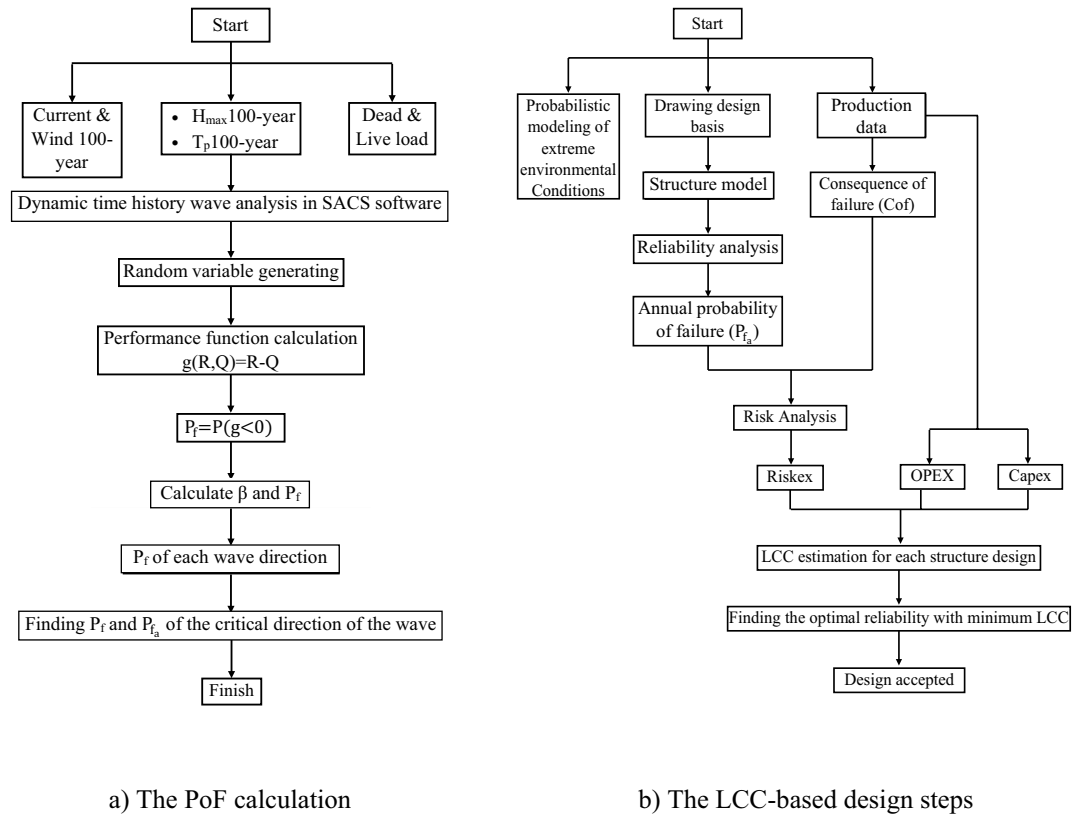 Start
Current &
Wind 100-
year
• Hmax100-year
• Tp100-year
Dead &
Live load
Dynamic time history wave analysis in SACS software
Random variable generating
Performance function calculation
g(R,Q)=R-Q
Pf=P(g<0)
Calculate β and Pf
Pf of each wave direction
Finding Pf and Pfa of the critical direction of the wave
Finish
a) The PoF calculation
Start
Probabilistic
modeling of
extreme
environmental
Conditions
Drawing design
basis
Production
data
Structure model
Consequence of
failure (Cof)
Reliability analysis
Annual probability
of failure (Pfa)
Risk Analysis
Riskex
OPEX
Capex
LCC estimation for each structure design
Finding the optimal reliability with minimum LCC
Design accepted
b) The LCC-based design steps